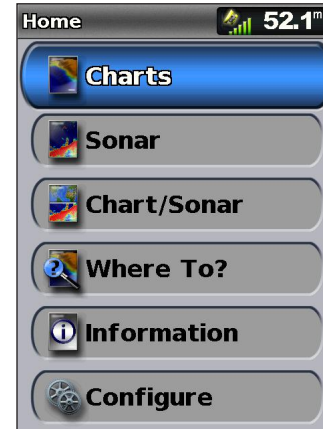 Home
52.1m
Charts
Sonar
Chart/Sonar
Where To?
Information
Configure